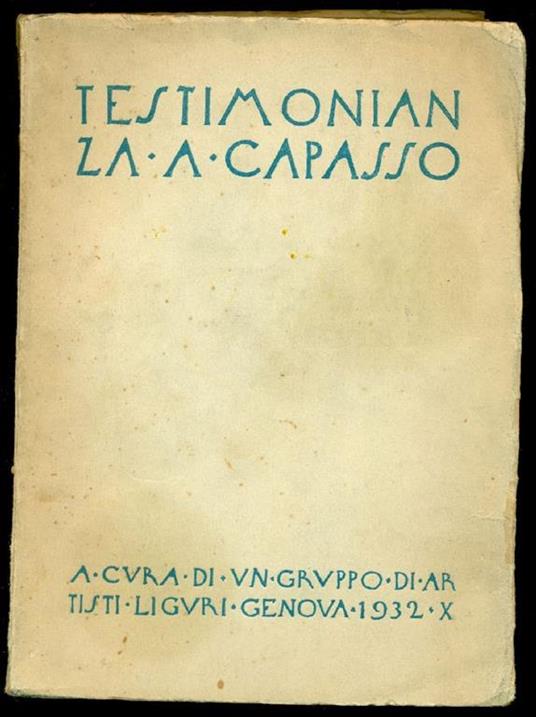 TESTIMONIAN
ZA · A · CAPASSO
A · CVRA · DI · VN · GRVPPO · DI · AR
TISTI · LIGVRI · GENOVA · 1932 · X